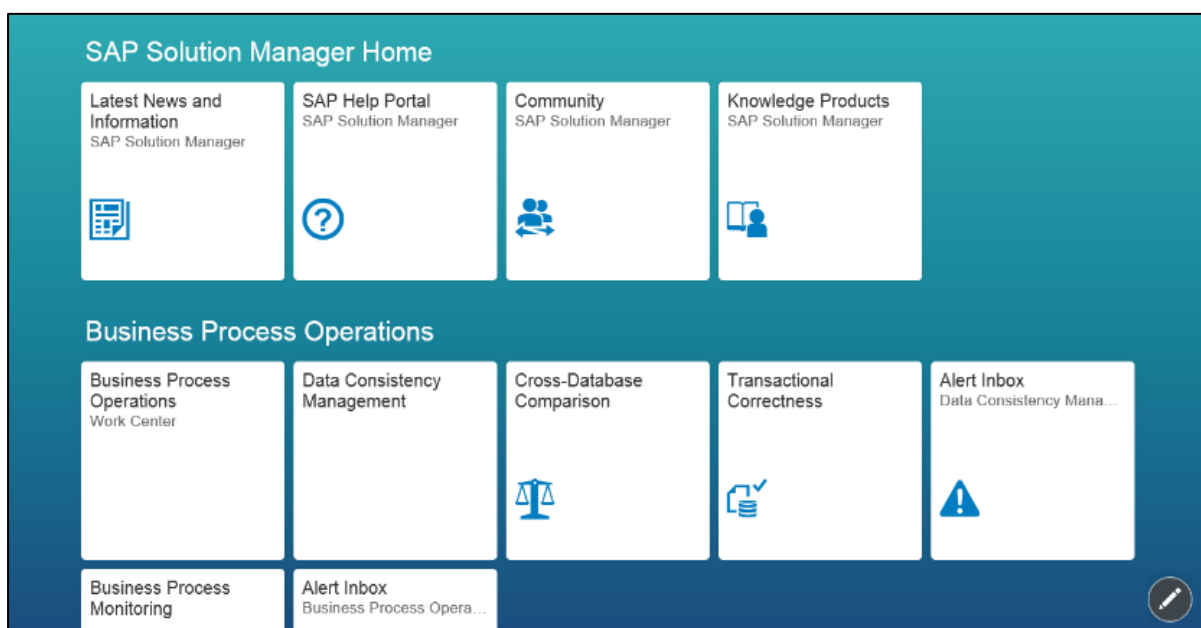 SAP Solution Manager Home
Latest News and
Information
SAP Solution Manager
SAP Help Portal
SAP Solution Manager
Community
SAP Solution Manager
Knowledge Products
SAP Solution Manager
Business Process Operations
Business Process
Operations
Work Center
Data Consistency
Management
Cross-Database
Comparison
Transactional
Correctness
Alert Inbox
Data Consistency Mana...
Business Process
Monitoring
Alert Inbox
Business Process Opera...